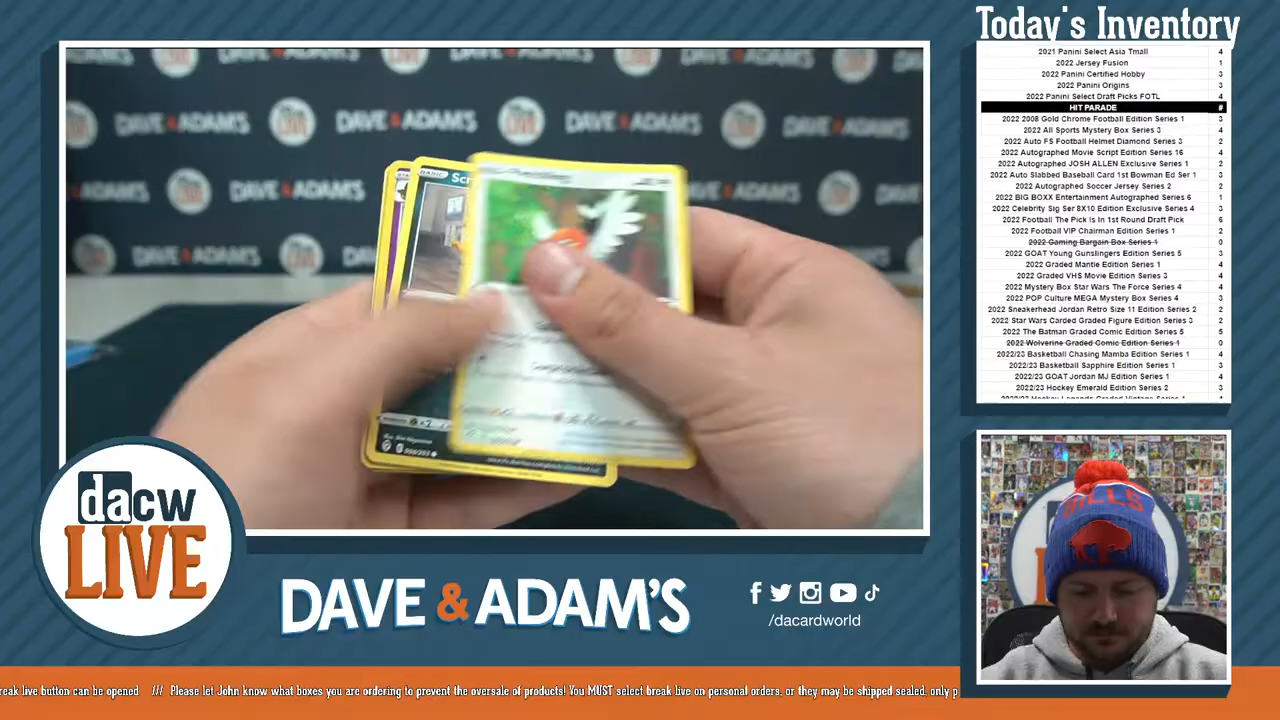 Today's Inventory
2021 Panini Select Asia Tmall 4
2022 Jersey Fusion 1
2022 Panini Certified Hobby 3
2022 Panini Origins 3
2022 Panini Select Draft Picks FOTL 4
HIT PARADE #
2022 2008 Gold Chrome Football Edition Series 1 3
2022 All Sports Mystery Box Series 3 4
2022 Auto FS Football Helmet Diamond Series 3 2
2022 Autographed Movie Script Edition Series 16 4
2022 Autographed JOSH ALLEN Exclusive Series 1 2
2022 Auto Slabbed Baseball Card 1st Bowman Ed Ser 1 3
2022 Autographed Soccer Jersey Series 2 2
2022 BIG BOXX Entertainment Autographed Series 6 1
2022 Celebrity Sig Ser 8X10 Edition Exclusive Series 4 3
2022 Football The Pick Is In 1st Round Draft Pick 6
2022 Football VIP Chairman Edition Series 1 2
2022 Gaming Bargain Box Series 1 0
2022 GOAT Young Gunslingers Edition Series 5 3
2022 Graded Mantle Edition Series 1 4
2022 Graded VHS Movie Edition Series 3 4
2022 Mystery Box Star Wars The Force Series 4 4
2022 POP Culture MEGA Mystery Box Series 4 3
2022 Sneakerhead Jordan Retro Size 11 Edition Series 2 2
2022 Star Wars Carded Graded Figure Edition Series 3 2
2022 The Batman Graded Comic Edition Series 5 5
2022 Wolverine Graded Comic Edition Series 1 0
2022/23 Basketball Chasing Mamba Edition Series 1 4
2022/23 Basketball Sapphire Edition Series 1 3
2022/23 GOAT Jordan MJ Edition Series 1 4
2022/23 Hockey Emerald Edition Series 2 3
2022/23 Hockey Legends Graded Vintage Series 1 4
DAVE & ADAM'S
DAVE & ADAM'S
DAVE & ADAM'S
BASIC
dacw
LIVE
DAVE & ADAM'S
/dacardworld
BILLS
reak live button can be opened /// Please let John know what boxes you are ordering to prevent the oversale of products! You MUST select break live on personal orders, or they may be shipped sealed, only p